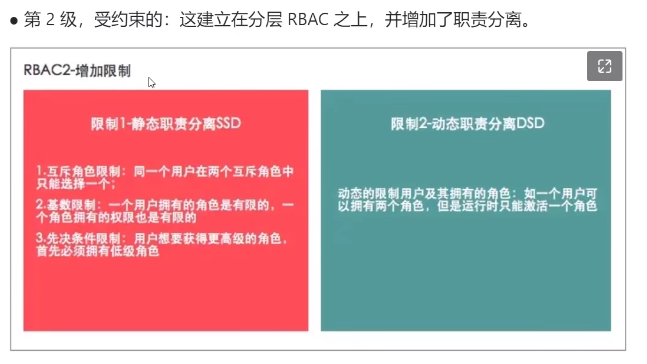 ● 第 2 级，受约束的：这建立在分层 RBAC 之上，并增加了职责分离。
RBAC2-增加限制
限制1-静态职责分离SSD
1.互斥角色限制：同一个用户在两个互斥角色中
只能选择一个；
2.基数限制：一个用户拥有的角色是有限的，一
个角色拥有的权限也是有限的
3.先决条件限制：用户想要获得更高级的角色，
首先必须拥有低级角色
限制2-动态职责分离DSD
动态的限制用户及其拥有的角色：如一个用户可
以拥有两个角色，但是运行时只能激活一个角色